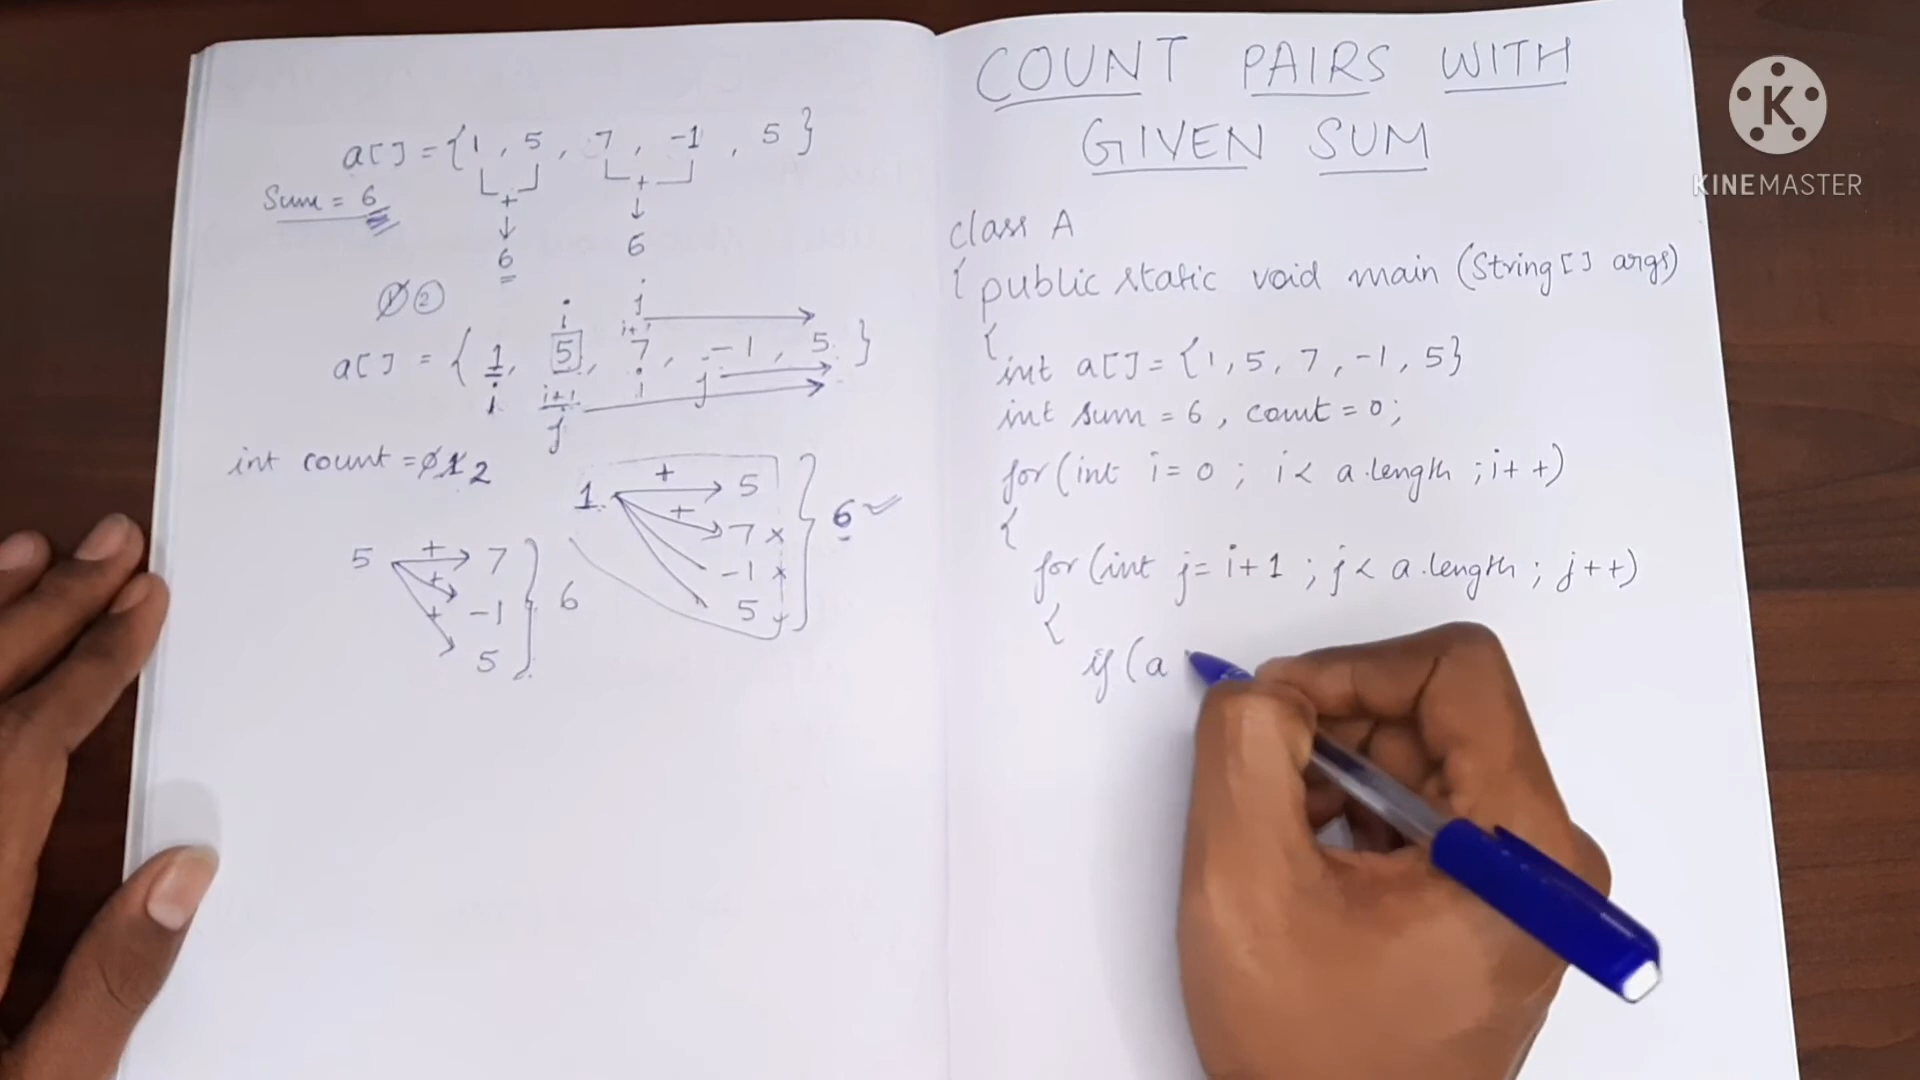 a[] = {1, 5, 7, -1, 5}
Sum = 6
+ +
6 6
1 2
i j
i+1
a[] = {1, 5, 7, -1, 5}
i i+1 i j
j
int count = 0 1 2
1 + 5
+ 7 x
-1 x
5
6 ✓
5 + 7
+ -1
+ 5
6
COUNT PAIRS WITH
GIVEN SUM
class A
{ public static void main (String[] args)
{
int a[] = {1, 5, 7, -1, 5}
int sum = 6, count = 0;
for(int i = 0 ; i < a.length ; i++)
{
for(int j = i+1 ; j < a.length ; j++)
{
if (a
K
KINEMASTER